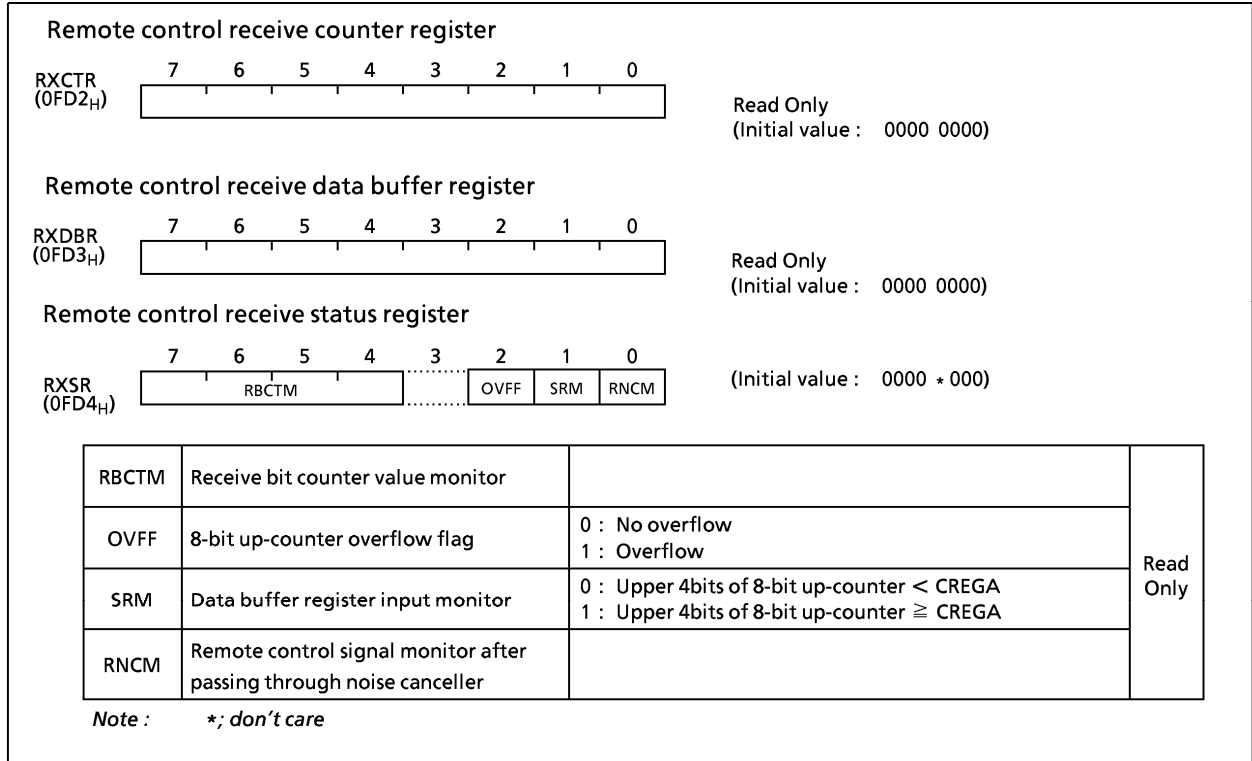 Remote control receive counter register
7 6 5 4 3 2 1 0
RXCTR
(0FD2H)
Read Only
(Initial value : 0000 0000)
Remote control receive data buffer register
7 6 5 4 3 2 1 0
RXDBR
(0FD3H)
Read Only
(Initial value : 0000 0000)
Remote control receive status register
7 6 5 4 3 2 1 0
RXSR
(0FD4H)
RBCTM OVFF SRM RNCM
(Initial value : 0000 * 000)
RBCTM Receive bit counter value monitor
OVFF 8-bit up-counter overflow flag
0 : No overflow
1 : Overflow
SRM Data buffer register input monitor
0 : Upper 4bits of 8-bit up-counter < CREGA
1 : Upper 4bits of 8-bit up-counter ≧ CREGA
RNCM Remote control signal monitor after
passing through noise canceller
Read
Only
Note : *; don't care